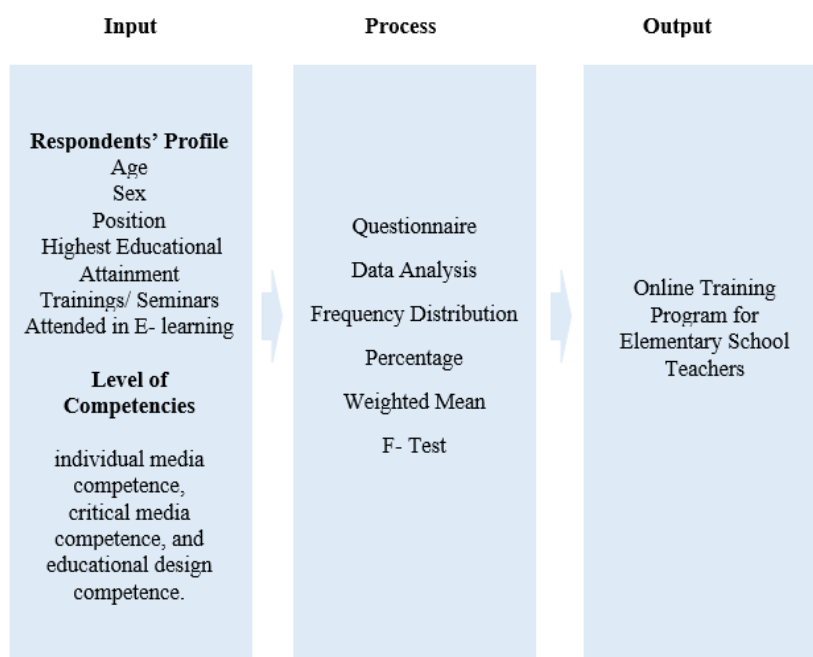 Input
Process
Output
Respondents’ Profile
Age
Sex
Position
Highest Educational
Attainment
Trainings/ Seminars
Attended in E- learning
Level of
Competencies
individual media
competence,
critical media
competence, and
educational design
competence.
Questionnaire
Data Analysis
Frequency Distribution
Percentage
Weighted Mean
F- Test
Online Training
Program for
Elementary School
Teachers